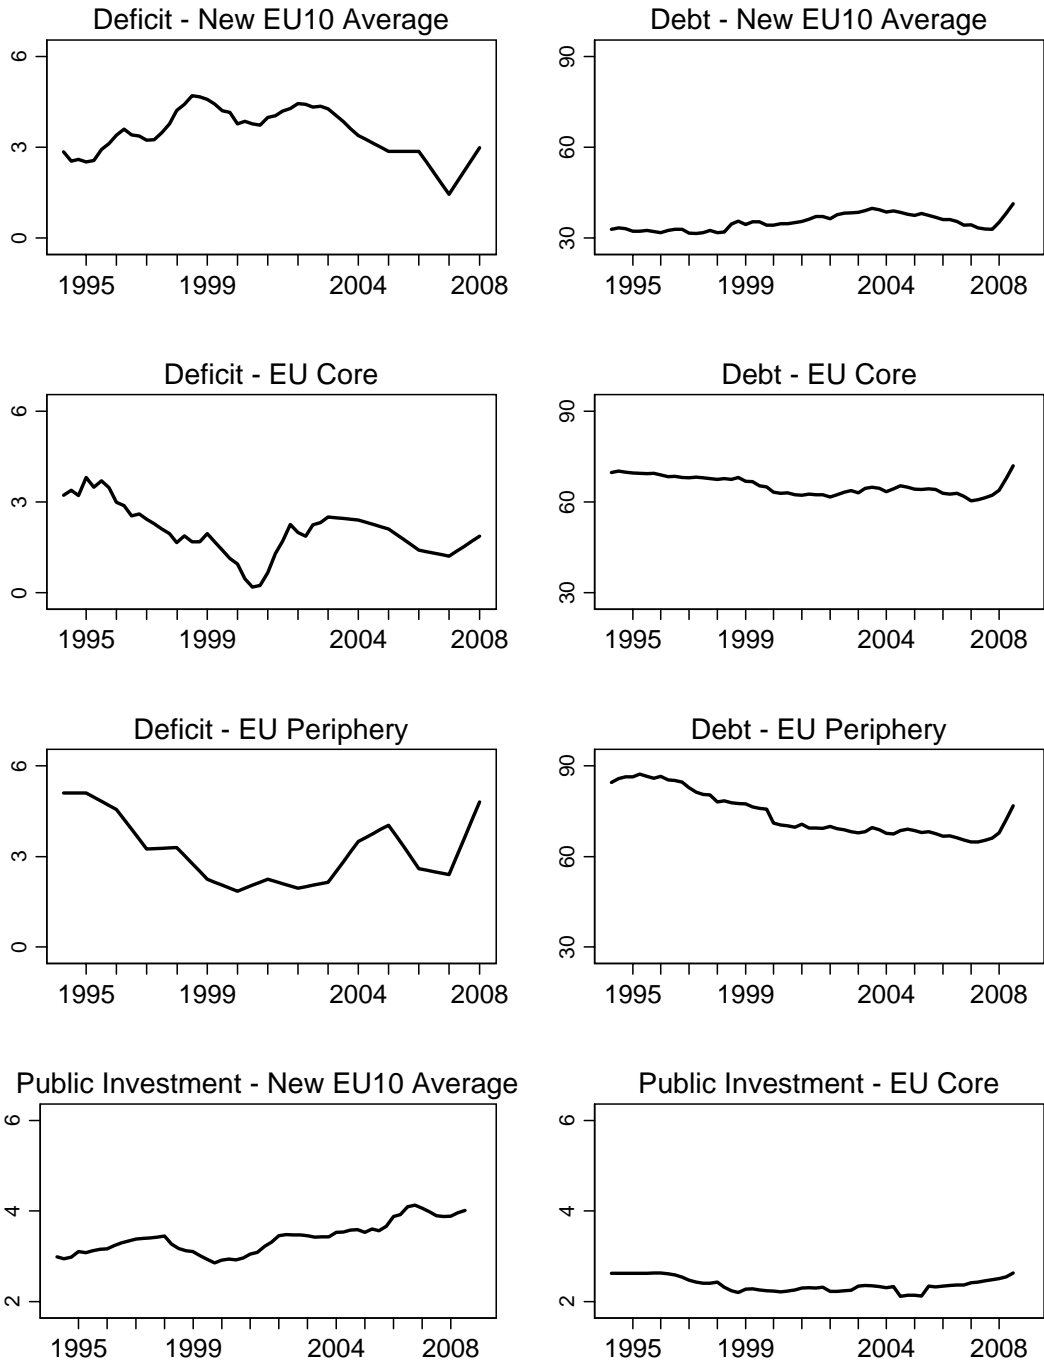 Deficit - New EU10 Average
6
3
0
1995 1999 2004 2008
Debt - New EU10 Average
90
60
30
1995 1999 2004 2008
Deficit - EU Core
6
3
0
1995 1999 2004 2008
Debt - EU Core
90
60
30
1995 1999 2004 2008
Deficit - EU Periphery
6
3
0
1995 1999 2004 2008
Debt - EU Periphery
90
60
30
1995 1999 2004 2008
Public Investment - New EU10 Average
6
4
2
1995 1999 2004 2008
Public Investment - EU Core
6
4
2
1995 1999 2004 2008